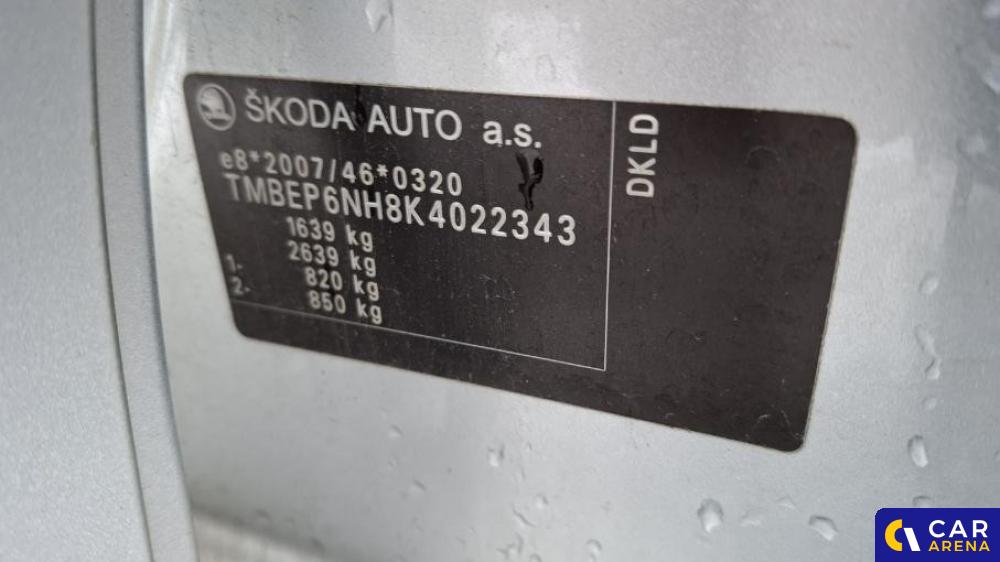 ŠKODA AUTO a.s.
e8*2007/46*0320
TMBEP6NH8K4022343
1639 kg
2639 kg
1- 820 kg
2- 850 kg
DKLD
CAR
ARENA